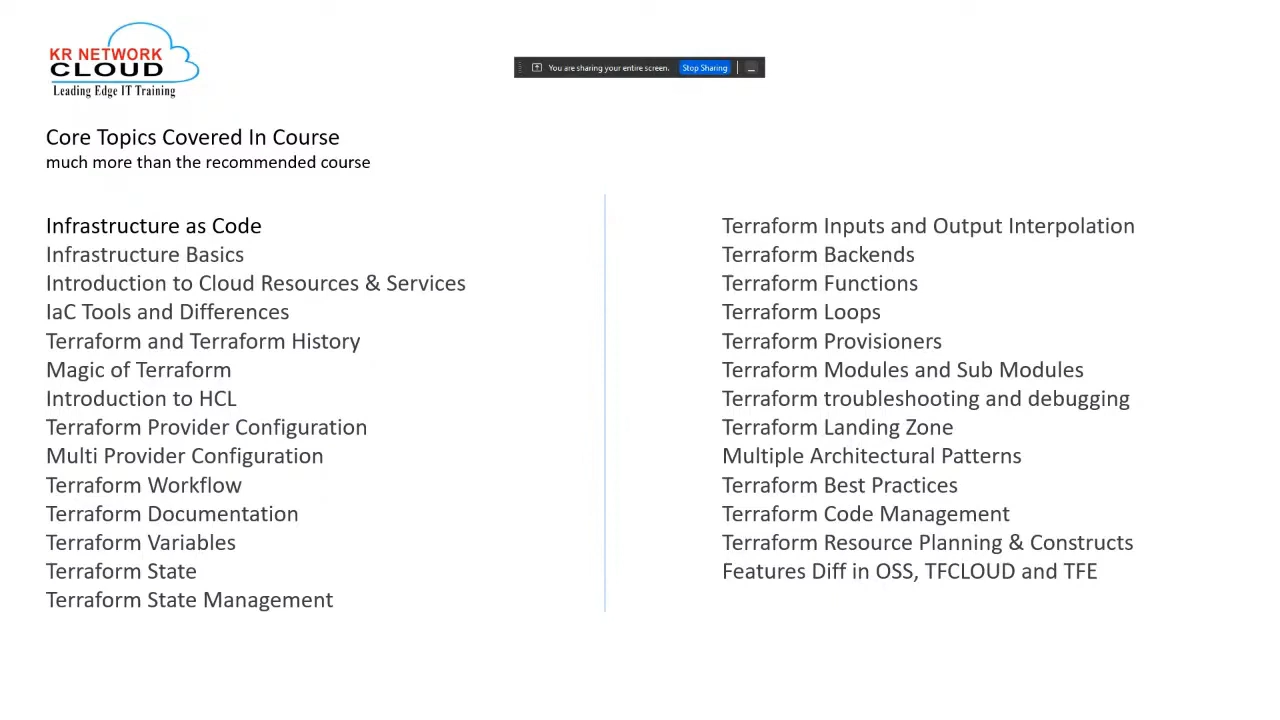 KR NETWORK
CLOUD
Leading Edge IT Training
You are sharing your entire screen.
Stop Sharing
Core Topics Covered In Course
much more than the recommended course
Infrastructure as Code
Infrastructure Basics
Introduction to Cloud Resources & Services
IaC Tools and Differences
Terraform and Terraform History
Magic of Terraform
Introduction to HCL
Terraform Provider Configuration
Multi Provider Configuration
Terraform Workflow
Terraform Documentation
Terraform Variables
Terraform State
Terraform State Management
Terraform Inputs and Output Interpolation
Terraform Backends
Terraform Functions
Terraform Loops
Terraform Provisioners
Terraform Modules and Sub Modules
Terraform troubleshooting and debugging
Terraform Landing Zone
Multiple Architectural Patterns
Terraform Best Practices
Terraform Code Management
Terraform Resource Planning & Constructs
Features Diff in OSS, TFCLOUD and TFE